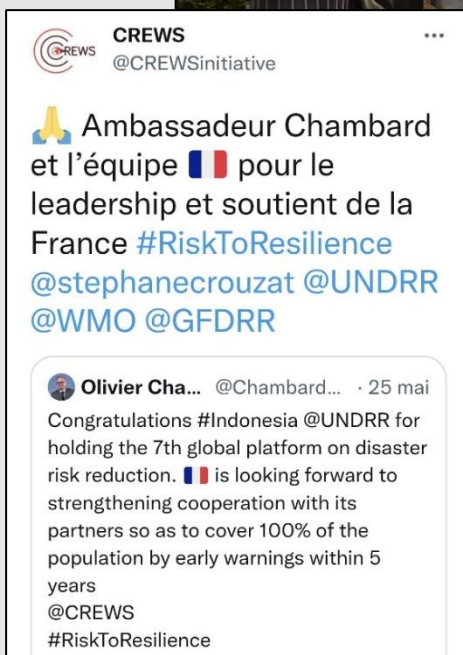 CREWS
CREWS
@CREWSinitiative
...
🙏 Ambassadeur Chambard
et l'équipe 🇫🇷 pour le
leadership et soutient de la
France #RiskToResilience
@stephanecrouzat @UNDRR
@WMO @GFDRR
Olivier Cha... @Chambard... · 25 mai
Congratulations #Indonesia @UNDRR for
holding the 7th global platform on disaster
risk reduction. 🇫🇷 is looking forward to
strengthening cooperation with its
partners so as to cover 100% of the
population by early warnings within 5
years
@CREWS
#RiskToResilience